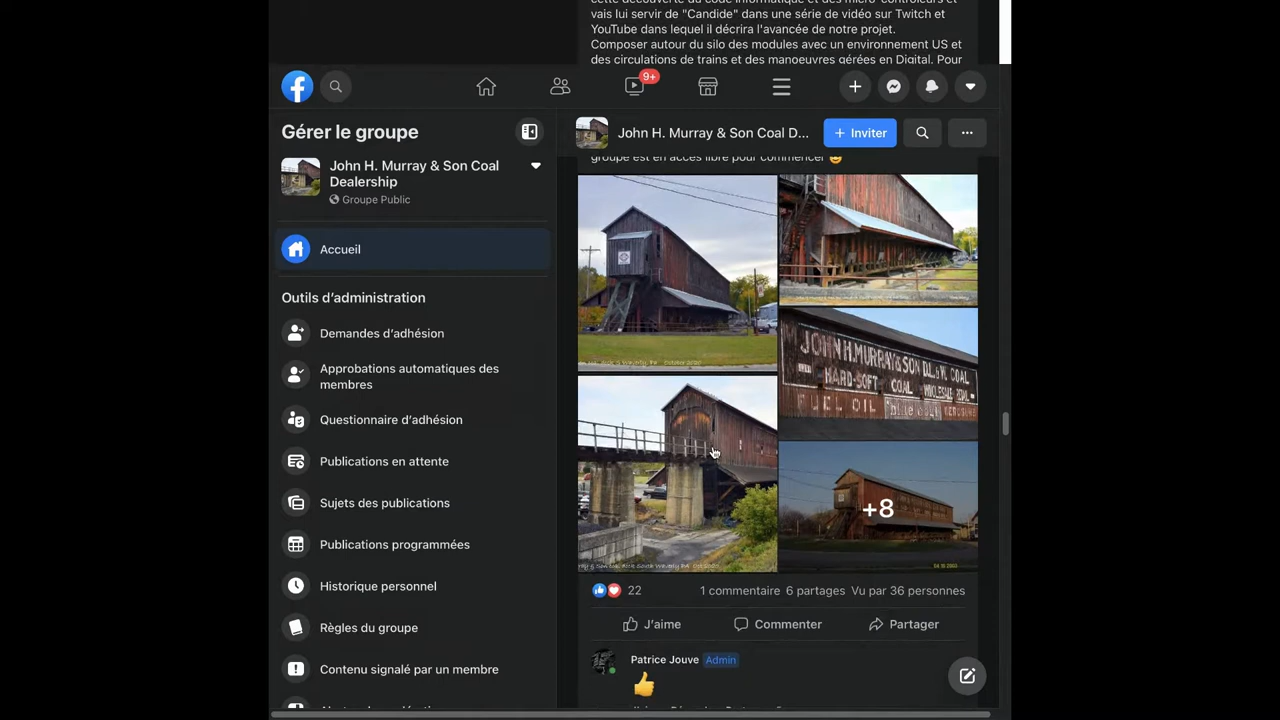 cette découverte du code informatique et des micro-controleurs et
vais lui servir de "Candide" dans une série de vidéo sur Twitch et
YouTube dans lequel il décrira l'avancée de notre projet.
Composer autour du silo des modules avec un environnement US et
des circulations de trains et des manoeuvres gérées en Digital. Pour
9+
Gérer le groupe
John H. Murray & Son Coal D...
+ Inviter
groupe est en accès libre pour commencer
John H. Murray & Son Coal
Dealership
Groupe Public
Accueil
Outils d'administration
Demandes d'adhésion
Approbations automatiques des
membres
Questionnaire d'adhésion
Publications en attente
Sujets des publications
Publications programmées
Historique personnel
Règles du groupe
Contenu signalé par un membre
JOHN H. MURRAY & SON D.L.& W. COAL
HARD-SOFT COAL WHOLESALE RETAIL
FUEL OIL blue coal KEROSENE
+8
22
1 commentaire 6 partages Vu par 36 personnes
J'aime
Commenter
Partager
Patrice Jouve Admin